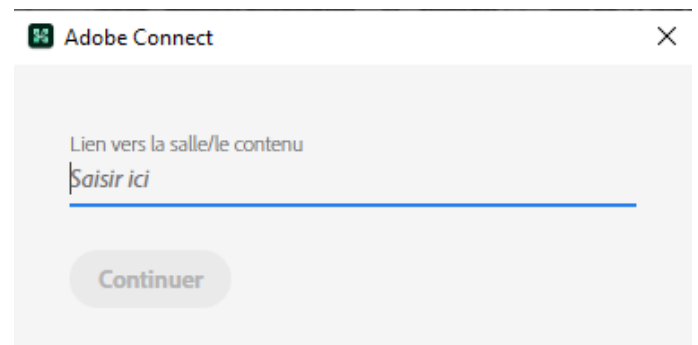 Adobe Connect
Lien vers la salle/le contenu
Saisir ici
Continuer